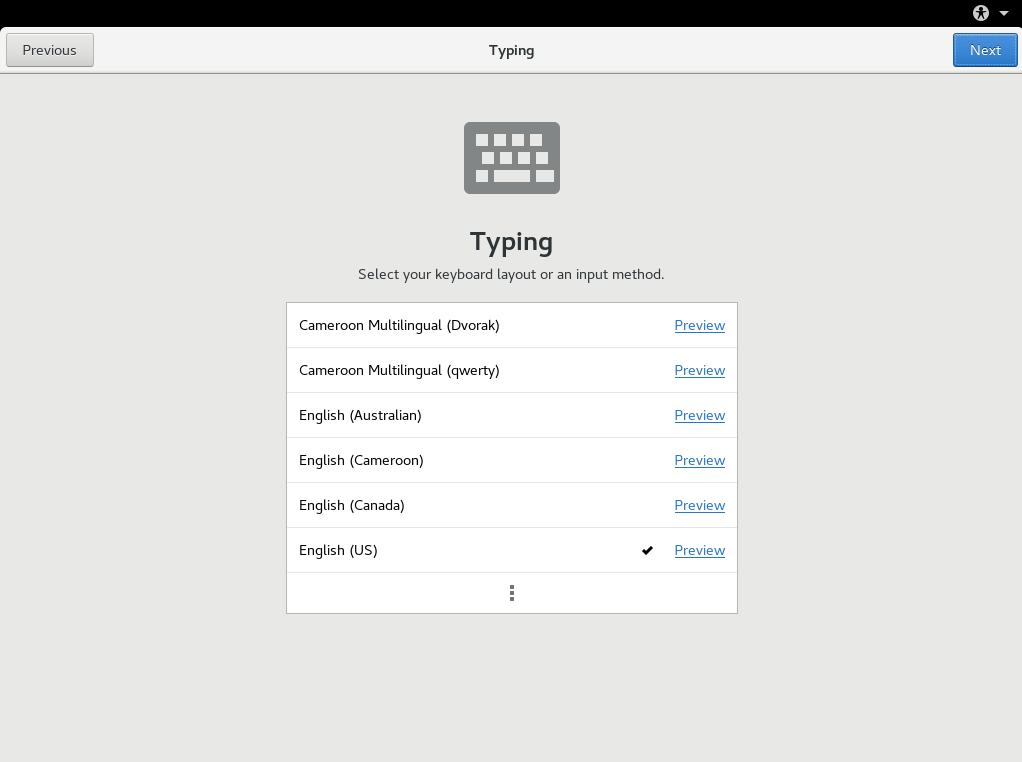 Previous
Typing
Next
Typing
Select your keyboard layout or an input method.
Cameroon Multilingual (Dvorak) Preview
Cameroon Multilingual (qwerty) Preview
English (Australian) Preview
English (Cameroon) Preview
English (Canada) Preview
English (US) Preview